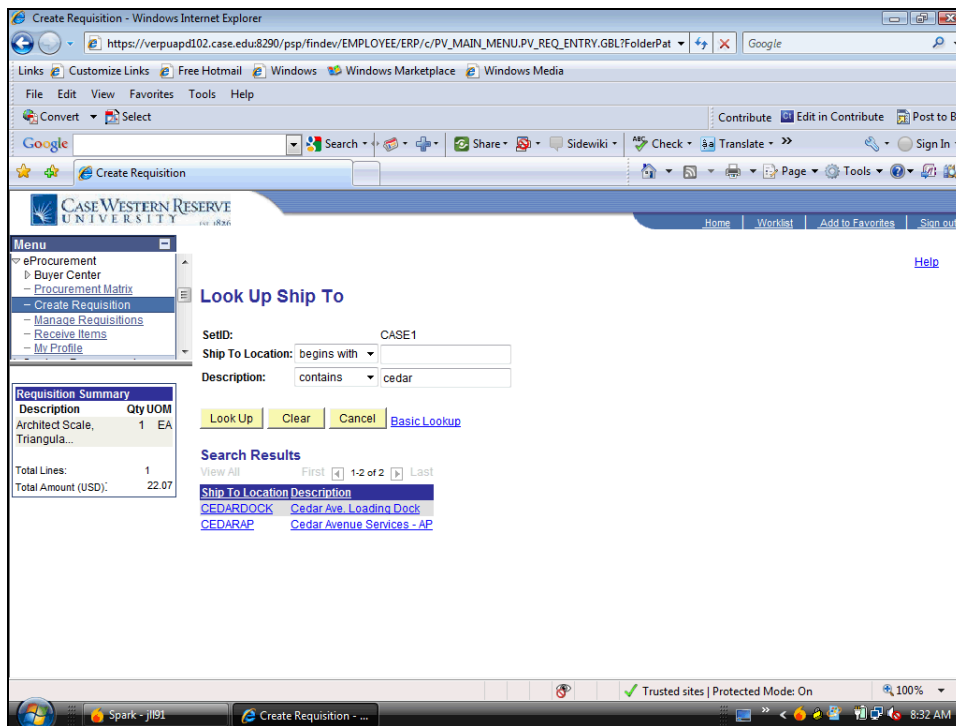 Create Requisition - Windows Internet Explorer
https://verpuapd102.case.edu:8290/psp/findev/EMPLOYEE/ERP/c/PV_MAIN_MENU.PV_REQ_ENTRY.GBL?FolderPat
Google
Links Customize Links Free Hotmail Windows Windows Marketplace Windows Media
File Edit View Favorites Tools Help
Convert Select Contribute Edit in Contribute Post to B
Google Search Share Sidewiki Check Translate Sign In
Create Requisition Page Tools
CASE WESTERN RESERVE
UNIVERSITY EST 1826
Home Worklist Add to Favorites Sign out
Menu
eProcurement
Buyer Center
Procurement Matrix
Create Requisition
Manage Requisitions
Receive Items
My Profile
Help
Look Up Ship To
SetID: CASE1
Ship To Location: begins with
Description: contains cedar
Look Up Clear Cancel Basic Lookup
Requisition Summary
Description Qty UOM
Architect Scale, 1 EA
Triangula...
Total Lines: 1
Total Amount (USD): 22.07
Search Results
View All First 1-2 of 2 Last
Ship To Location Description
CEDARDOCK Cedar Ave. Loading Dock
CEDARAP Cedar Avenue Services - AP
Trusted sites | Protected Mode: On 100%
Spark - jll91 Create Requisition - ... 8:32 AM